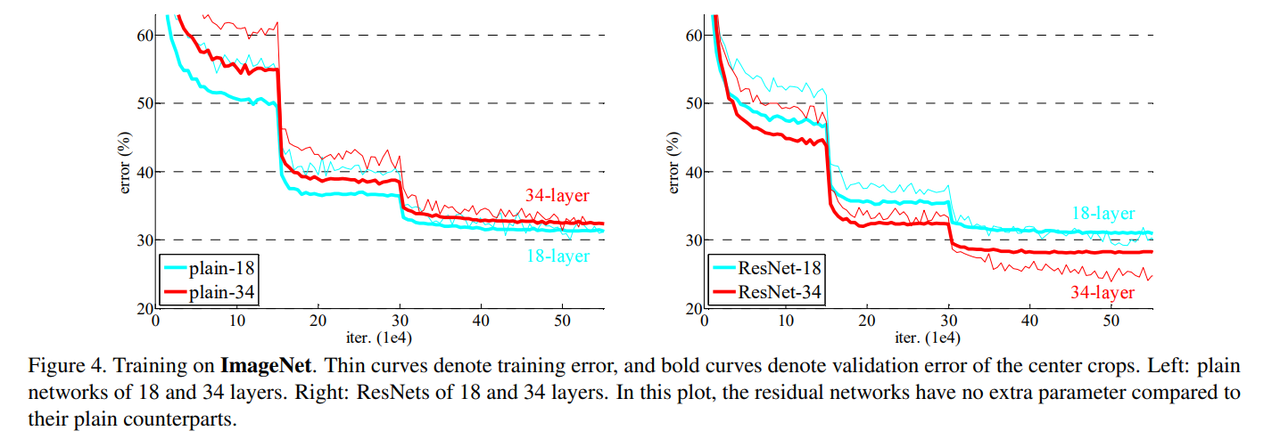 60
50
40
30
20
error (%)
34-layer
18-layer
plain-18
plain-34
0
10
20
30
40
50
iter. (1e4)
60
50
40
30
20
error (%)
18-layer
34-layer
ResNet-18
ResNet-34
0
10
20
30
40
50
iter. (1e4)
Figure 4. Training on ImageNet. Thin curves denote training error, and bold curves denote validation error of the center crops. Left: plain
networks of 18 and 34 layers. Right: ResNets of 18 and 34 layers. In this plot, the residual networks have no extra parameter compared to
their plain counterparts.